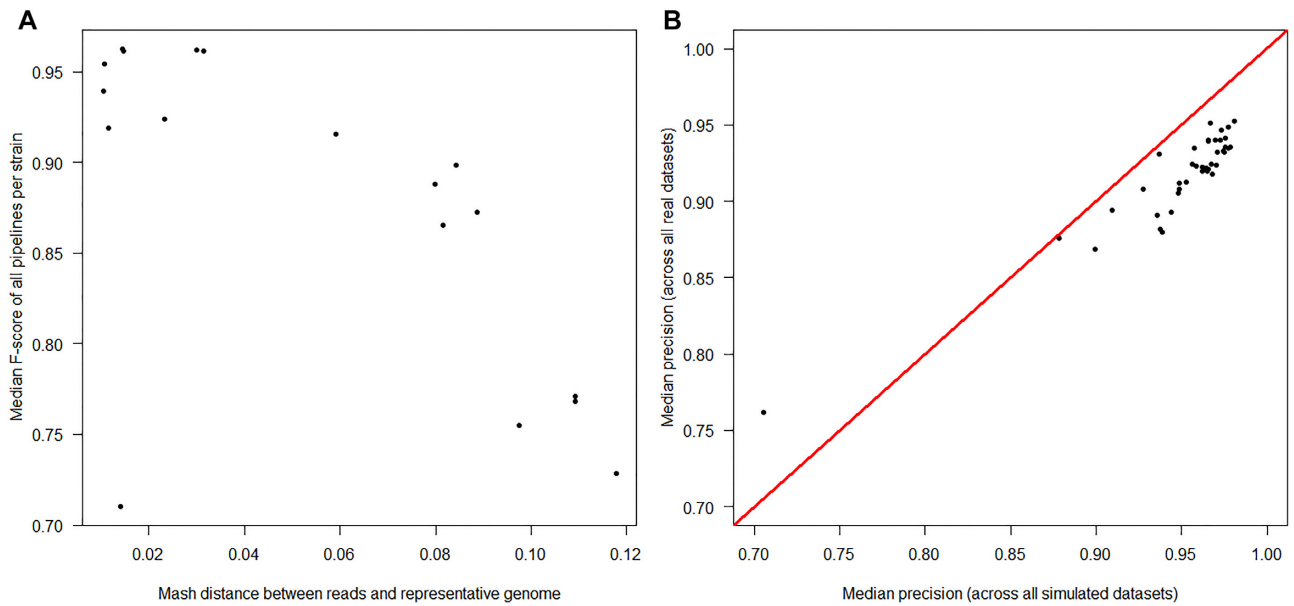 A
Median F-score of all pipelines per strain
0.95
0.90
0.85
0.80
0.75
0.70
0.02 0.04 0.06 0.08 0.10 0.12
Mash distance between reads and representative genome
B
Median precision (across all real datasets)
1.00
0.95
0.90
0.85
0.80
0.75
0.70
0.70 0.75 0.80 0.85 0.90 0.95 1.00
Median precision (across all simulated datasets)